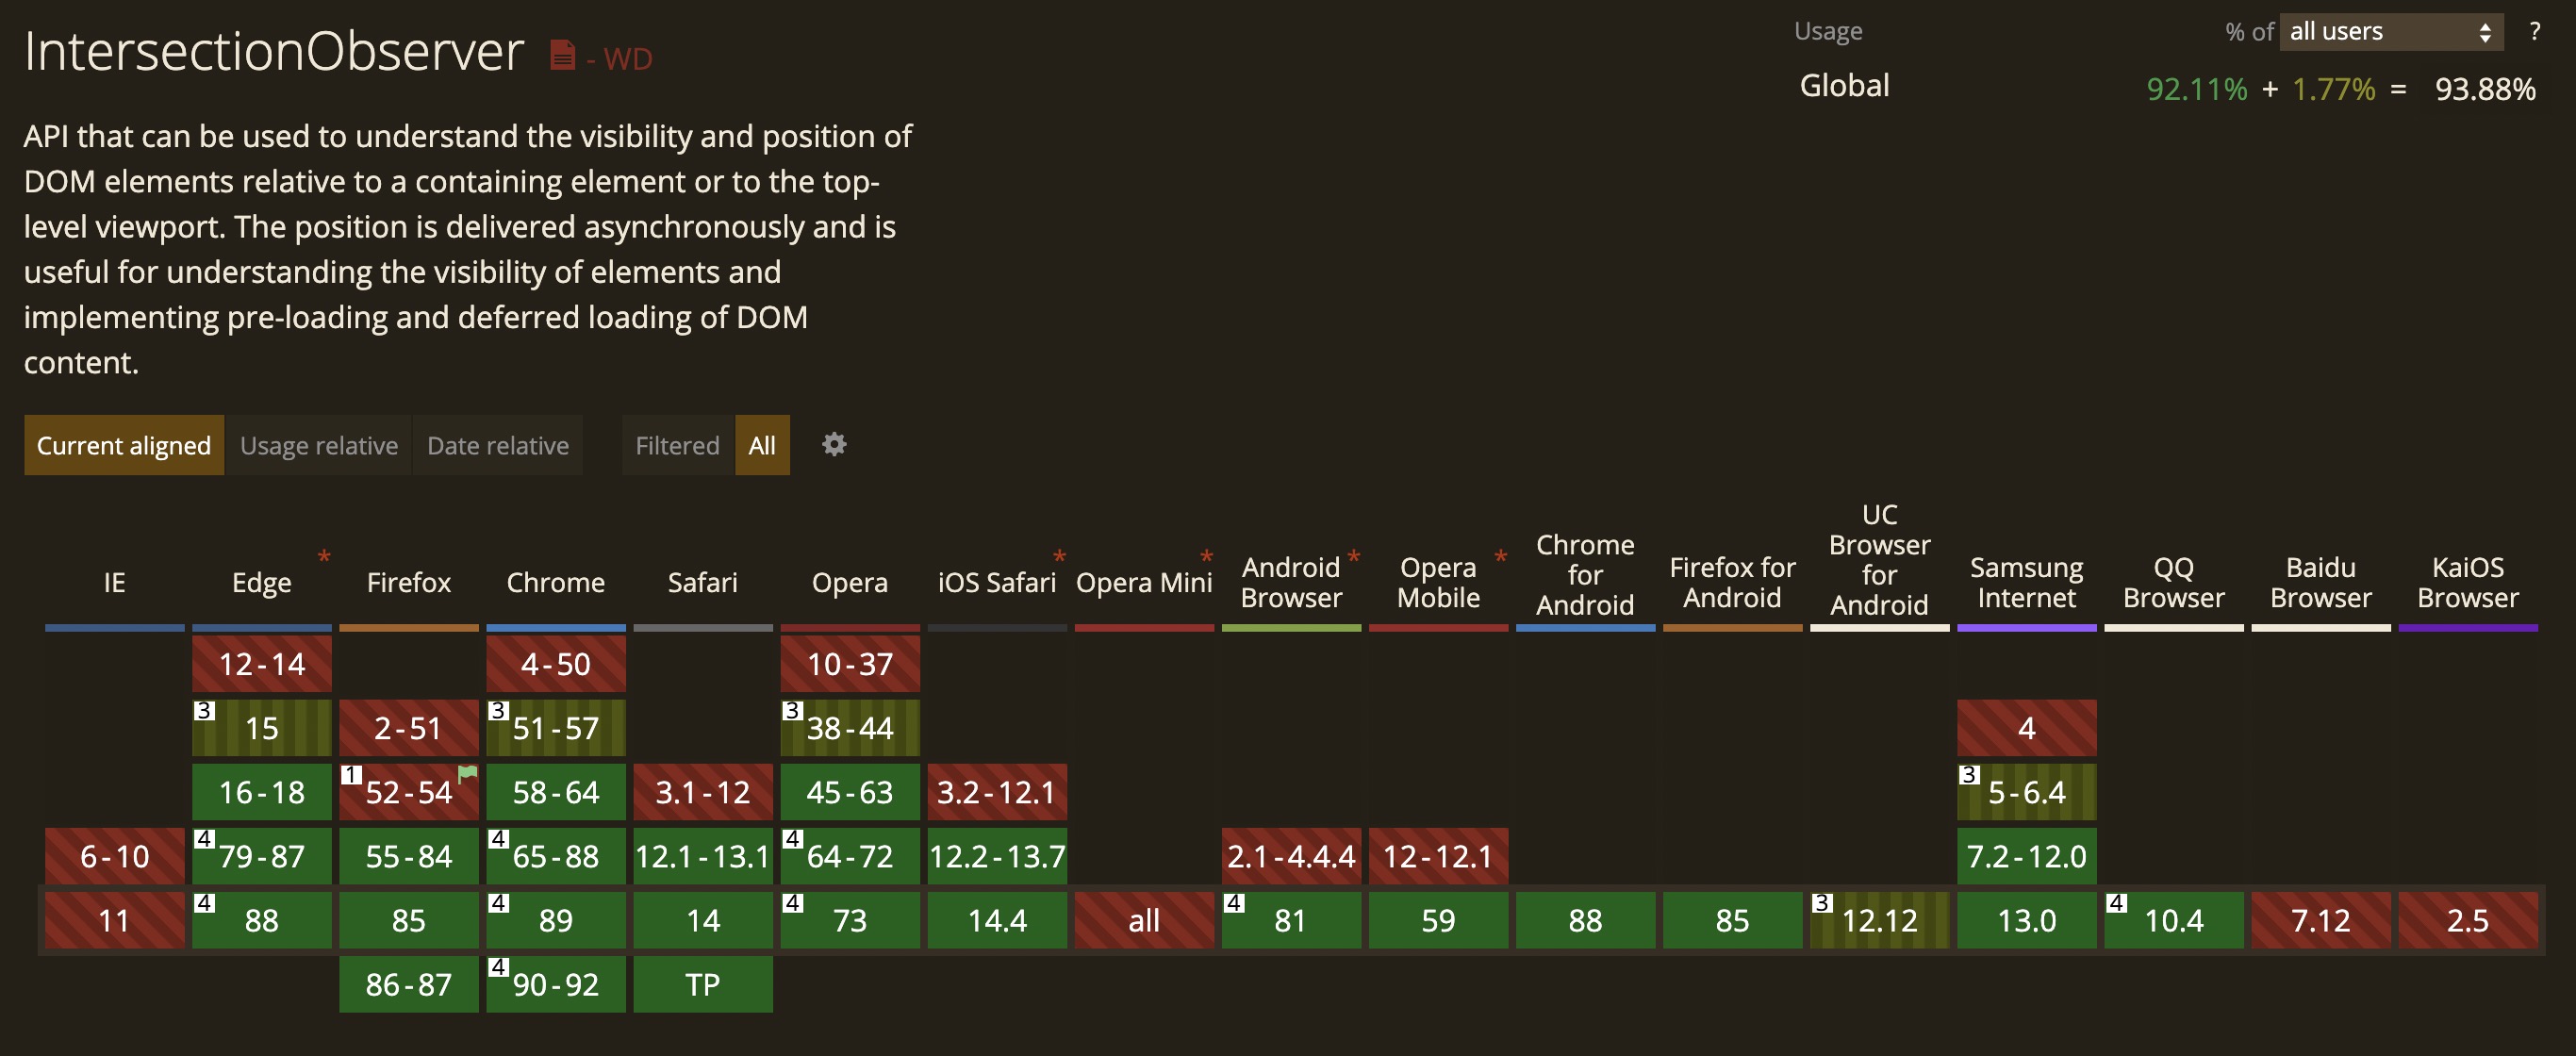 IntersectionObserver - WD
Usage % of all users ?
Global 92.11% + 1.77% = 93.88%
API that can be used to understand the visibility and position of
DOM elements relative to a containing element or to the top-
level viewport. The position is delivered asynchronously and is
useful for understanding the visibility of elements and
implementing pre-loading and deferred loading of DOM
content.
Current aligned Usage relative Date relative Filtered All
IE
Edge *
Firefox
Chrome
Safari
Opera
iOS Safari *
Opera Mini *
Android *
Browser
Opera *
Mobile
Chrome
for
Android
Firefox for
Android
UC
Browser
for
Android
Samsung
Internet
QQ
Browser
Baidu
Browser
KaiOS
Browser
12-14 4-50 10-37
3 15 2-51 3 51-57 3 38-44 4
16-18 1 52-54 58-64 3.1-12 45-63 3.2-12.1 3 5-6.4
6-10 4 79-87 55-84 4 65-88 12.1-13.1 4 64-72 12.2-13.7 2.1-4.4.4 12-12.1 7.2-12.0
11 4 88 85 4 89 14 4 73 14.4 all 4 81 59 88 85 3 12.12 13.0 4 10.4 7.12 2.5
86-87 4 90-92 TP